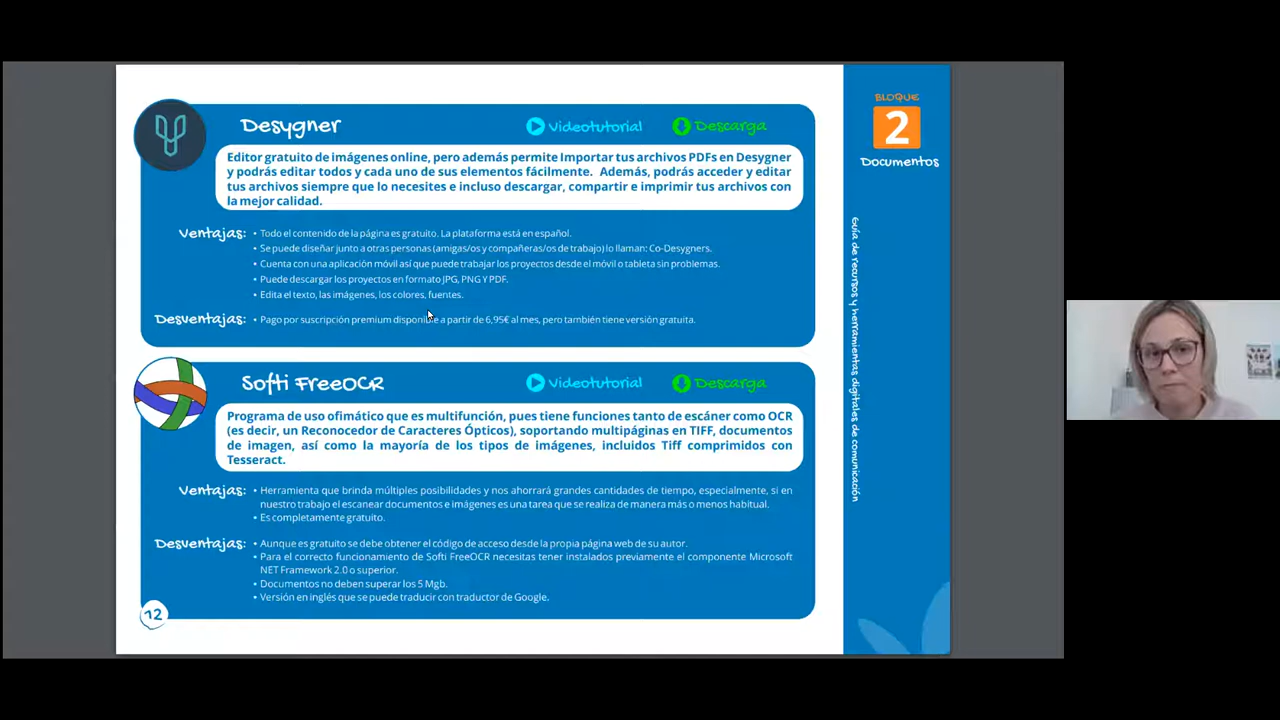 Desygner
Videotutorial
Descarga
Editor gratuito de imágenes online, pero además permite Importar tus archivos PDFs en Desygner
y podrás editar todos y cada uno de sus elementos fácilmente. Además, podrás acceder y editar
tus archivos siempre que lo necesites e incluso descargar, compartir e imprimir tus archivos con
la mejor calidad.
Ventajas:
• Todo el contenido de la página es gratuito. La plataforma está en español.
• Se puede diseñar junto a otras personas (amigas/os y compañeras/os de trabajo) lo llaman: Co-Desygners.
• Cuenta con una aplicación móvil así que puede trabajar los proyectos desde el móvil o tableta sin problemas.
• Puede descargar los proyectos en formato JPG, PNG Y PDF.
• Edita el texto, las imágenes, los colores, fuentes.
Desventajas:
• Pago por suscripción premium disponible a partir de 6,95€ al mes, pero también tiene versión gratuita.
Softi FreeOCR
Videotutorial
Descarga
Programa de uso ofimático que es multifunción, pues tiene funciones tanto de escáner como OCR
(es decir, un Reconocedor de Caracteres Ópticos), soportando multipáginas en TIFF, documentos
de imagen, así como la mayoría de los tipos de imágenes, incluidos Tiff comprimidos con
Tesseract.
Ventajas:
• Herramienta que brinda múltiples posibilidades y nos ahorrará grandes cantidades de tiempo, especialmente, si en
nuestro trabajo el escanear documentos e imágenes es una tarea que se realiza de manera más o menos habitual.
• Es completamente gratuito.
Desventajas:
• Aunque es gratuito se debe obtener el código de acceso desde la propia página web de su autor.
• Para el correcto funcionamiento de Softi FreeOCR necesitas tener instalados previamente el componente Microsoft
NET Framework 2.0 o superior.
• Documentos no deben superar los 5 Mgb.
• Versión en inglés que se puede traducir con traductor de Google.
12
BLOQUE
2
Documentos
Guía de recursos y herramientas digitales de comunicación